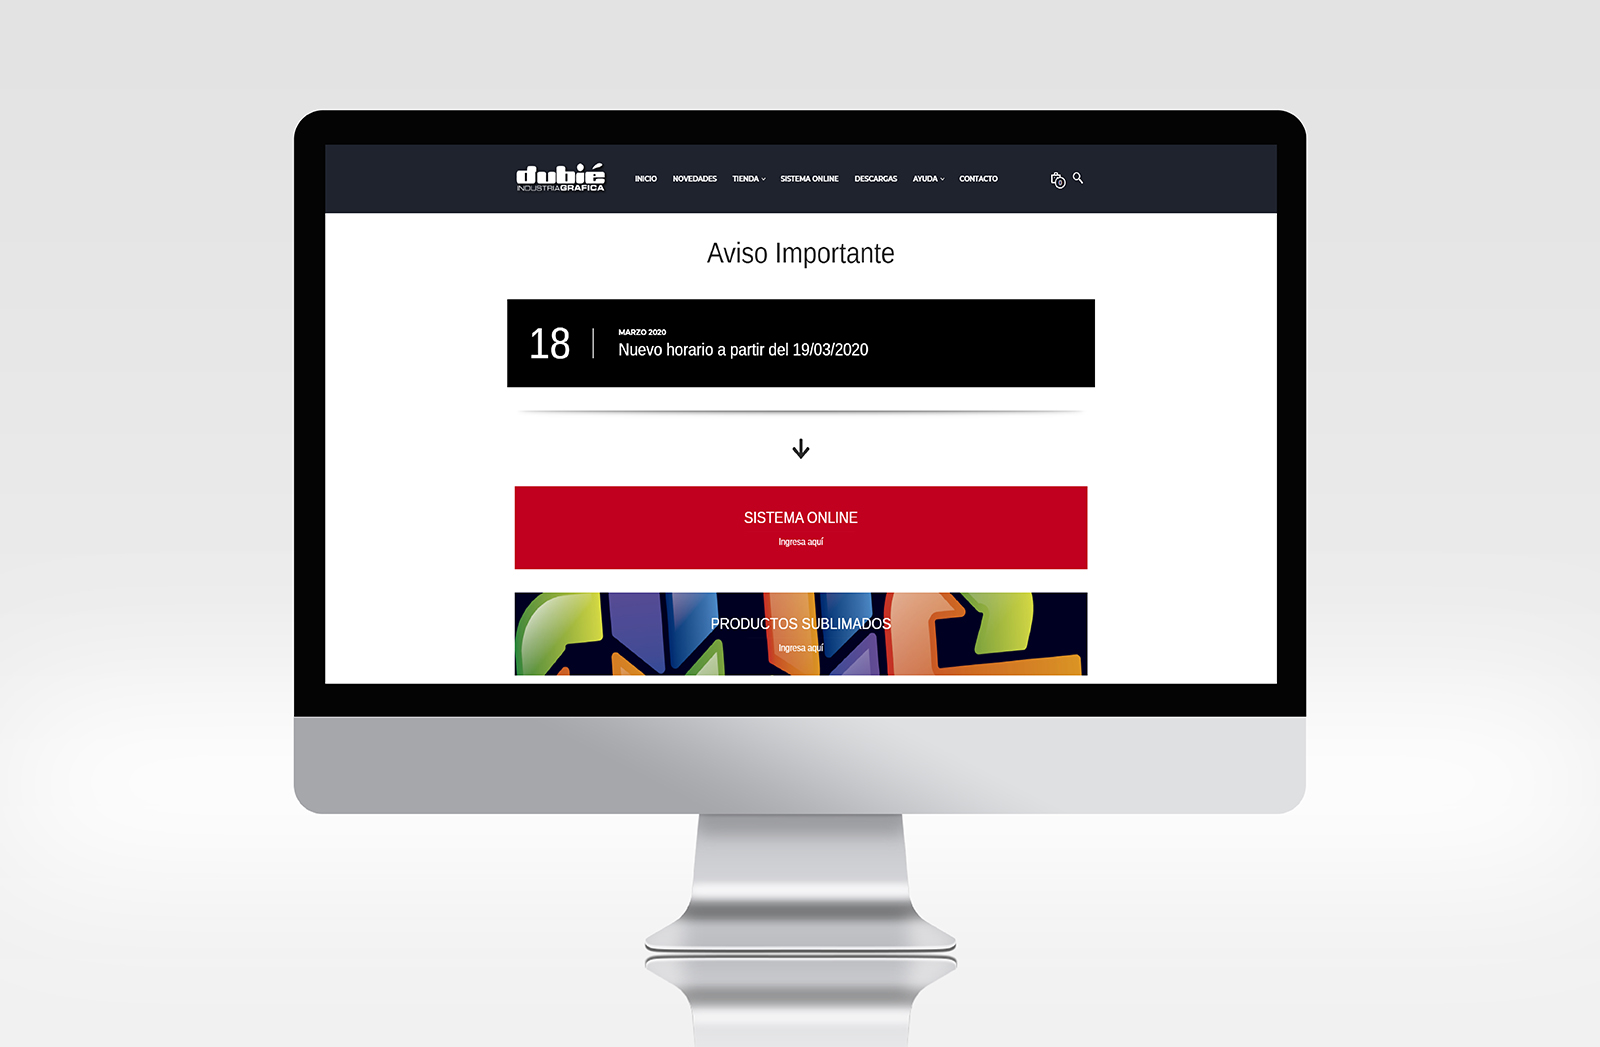 dubié
INDUSTRIAGRAFICA
INICIO NOVEDADES TIENDA SISTEMA ONLINE DESCARGAS AYUDA CONTACTO 0
Aviso Importante
18
MARZO 2020
Nuevo horario a partir del 19/03/2020
SISTEMA ONLINE
Ingresa aquí
PRODUCTOS SUBLIMADOS
Ingresa aquí